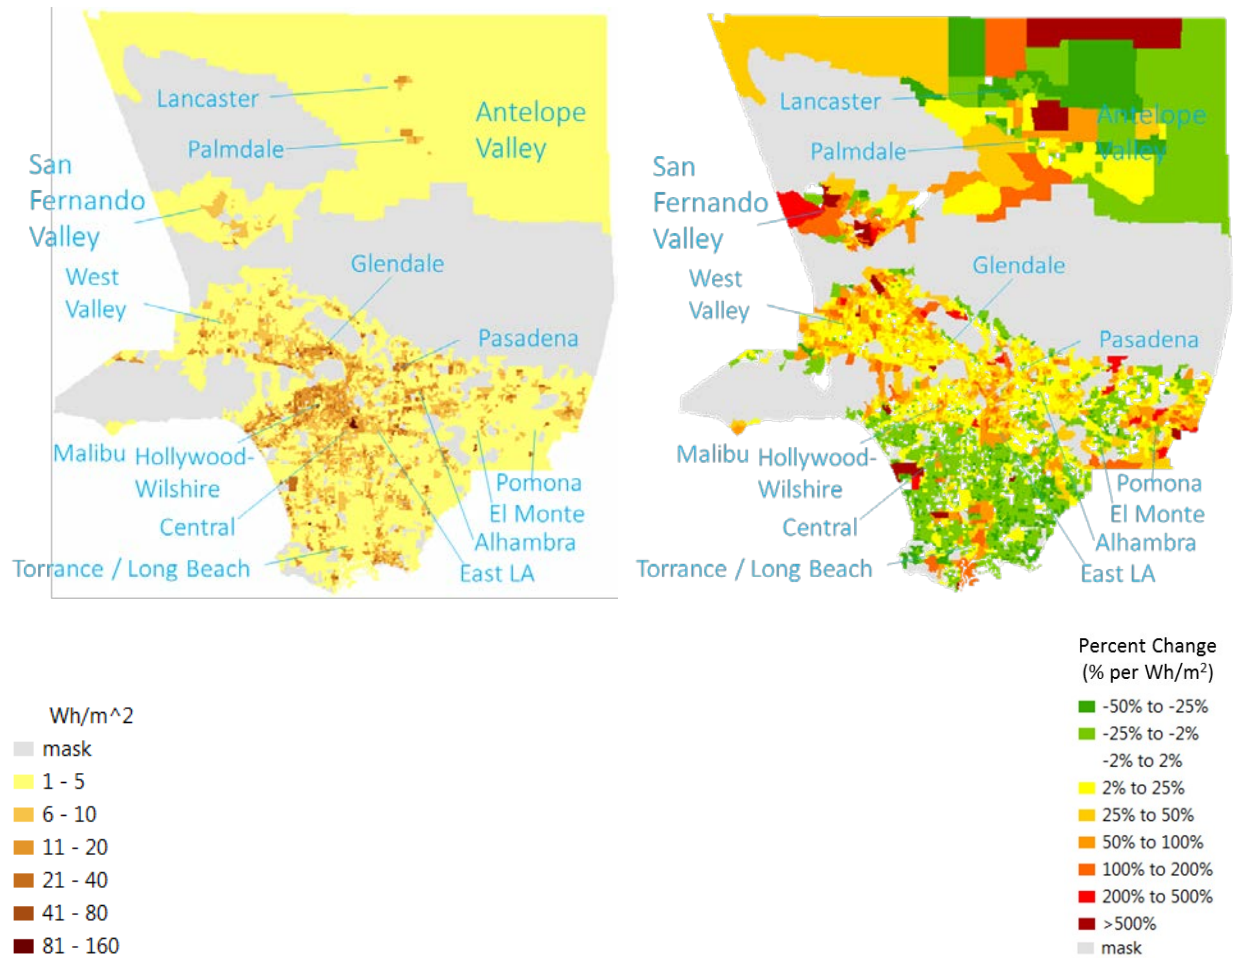 Lancaster
Antelope
Valley
Palmdale
San
Fernando
Valley
Glendale
West
Valley
Pasadena
Malibu
Hollywood-
Wilshire
Pomona
El Monte
Central
Alhambra
Torrance / Long Beach
East LA
Lancaster
Antelope
Valley
Palmdale
San
Fernando
Valley
Glendale
West
Valley
Pasadena
Malibu
Hollywood-
Wilshire
Pomona
El Monte
Central
Alhambra
Torrance / Long Beach
East LA
Wh/m^2
mask
1 - 5
6 - 10
11 - 20
21 - 40
41 - 80
81 - 160
Percent Change
(% per Wh/m²)
-50% to -25%
-25% to -2%
-2% to 2%
2% to 25%
25% to 50%
50% to 100%
100% to 200%
200% to 500%
>500%
mask